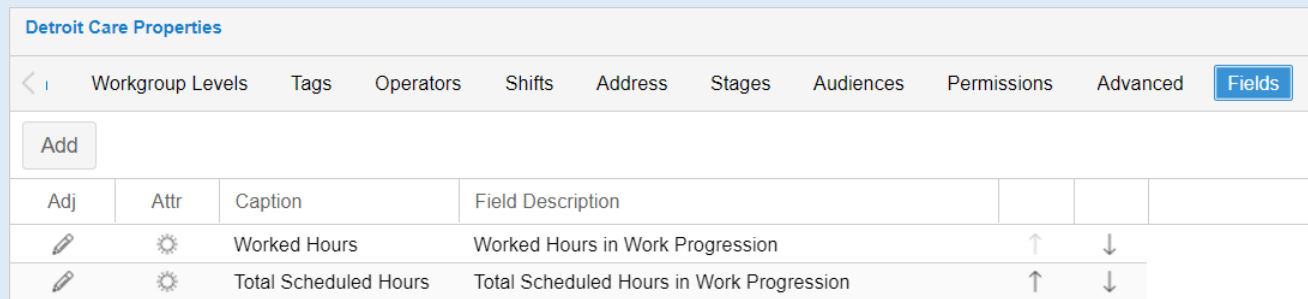 Detroit Care Properties
Workgroup Levels Tags Operators Shifts Address Stages Audiences Permissions Advanced Fields
Add
Adj Attr Caption Field Description
Worked Hours Worked Hours in Work Progression
Total Scheduled Hours Total Scheduled Hours in Work Progression